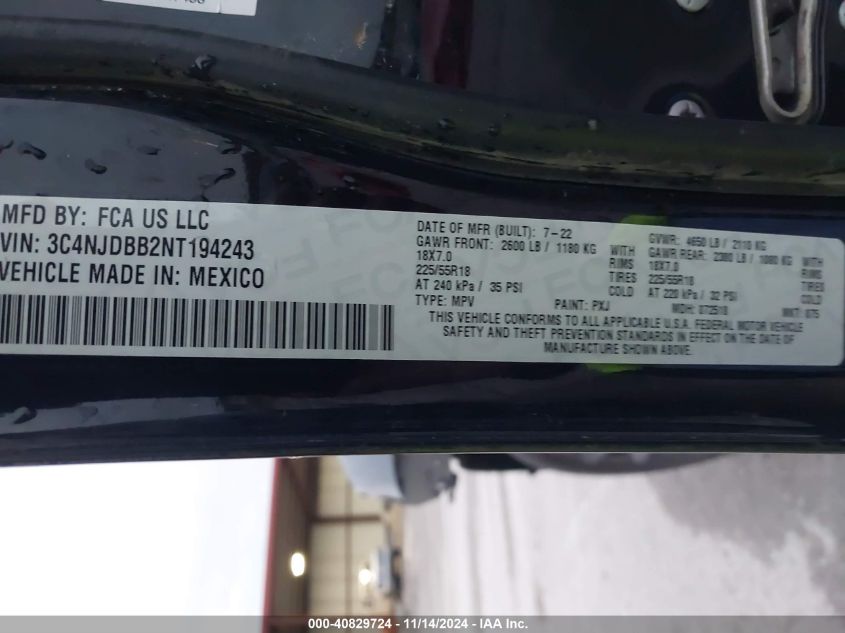 MFD BY: FCA US LLC
VIN: 3C4NJDBB2NT194243
VEHICLE MADE IN: MEXICO
DATE OF MFR (BUILT): 7-22
GAWR FRONT: 2600 LB / 1180 KG WITH
18X7.0 RIMS
225/55R18 TIRES
AT 240 kPa / 35 PSI COLD
TYPE: MPV
PAINT: PXJ
GVWR: 4650 LB / 2110 KG
GAWR REAR: 2380 LB / 1080 KG WITH
18X7.0 RIMS
225/55R18 TIRES
AT 220 kPa / 32 PSI COLD
MDH: 072518
MKT: 875
THIS VEHICLE CONFORMS TO ALL APPLICABLE U.S.A. FEDERAL MOTOR VEHICLE
SAFETY AND THEFT PREVENTION STANDARDS IN EFFECT ON THE DATE OF
MANUFACTURE SHOWN ABOVE.
000-40829724 - 11/14/2024 - IAA Inc.